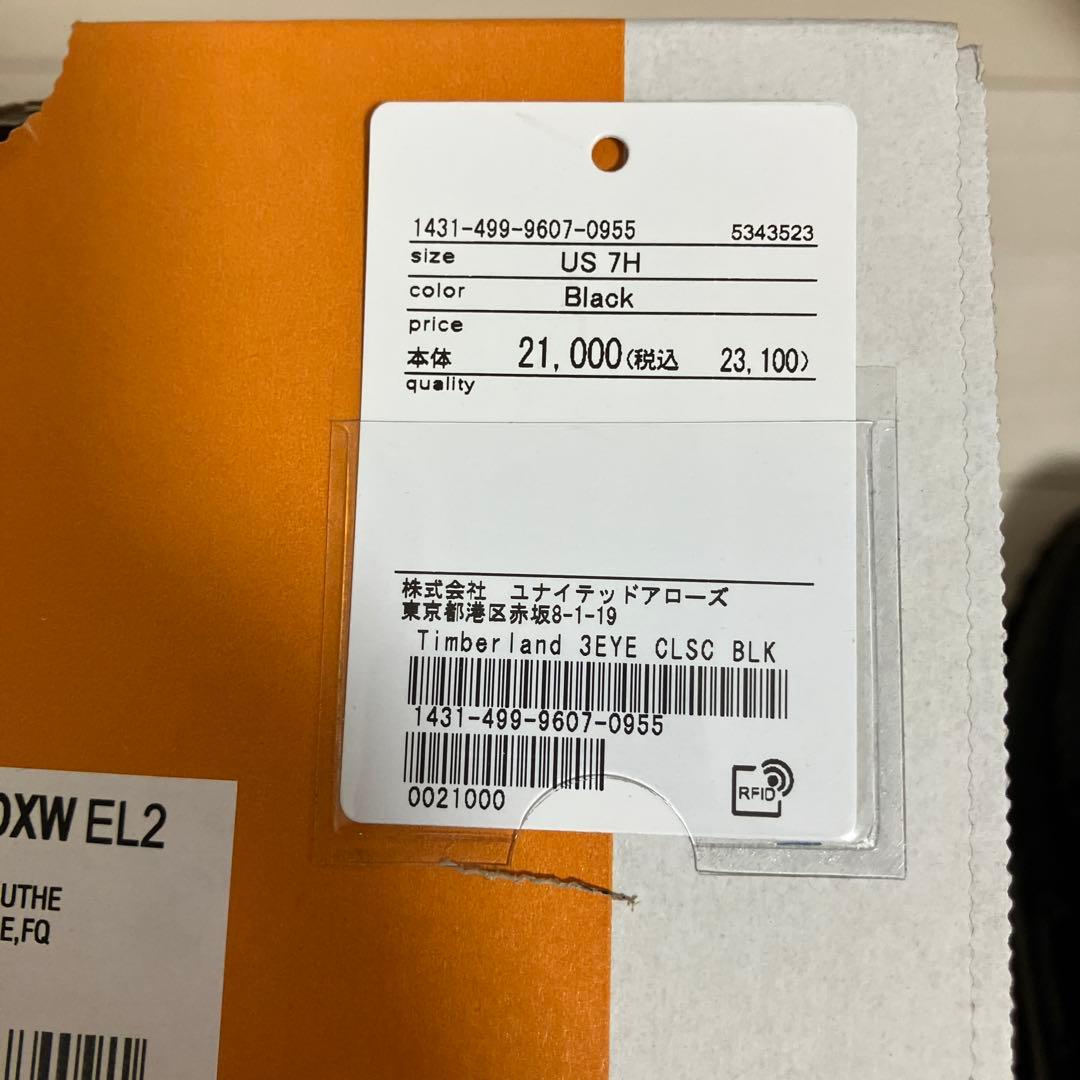 1431-499-9607-0955 5343523
size US 7H
color Black
price
本体 21,000(税込 23,100)
quality
株式会社 ユナイテッドアローズ
東京都港区赤坂8-1-19
Timberland 3EYE CLSC BLK
1431-499-9607-0955
0021000
RFID
XW EL2
UTHE
E,FQ